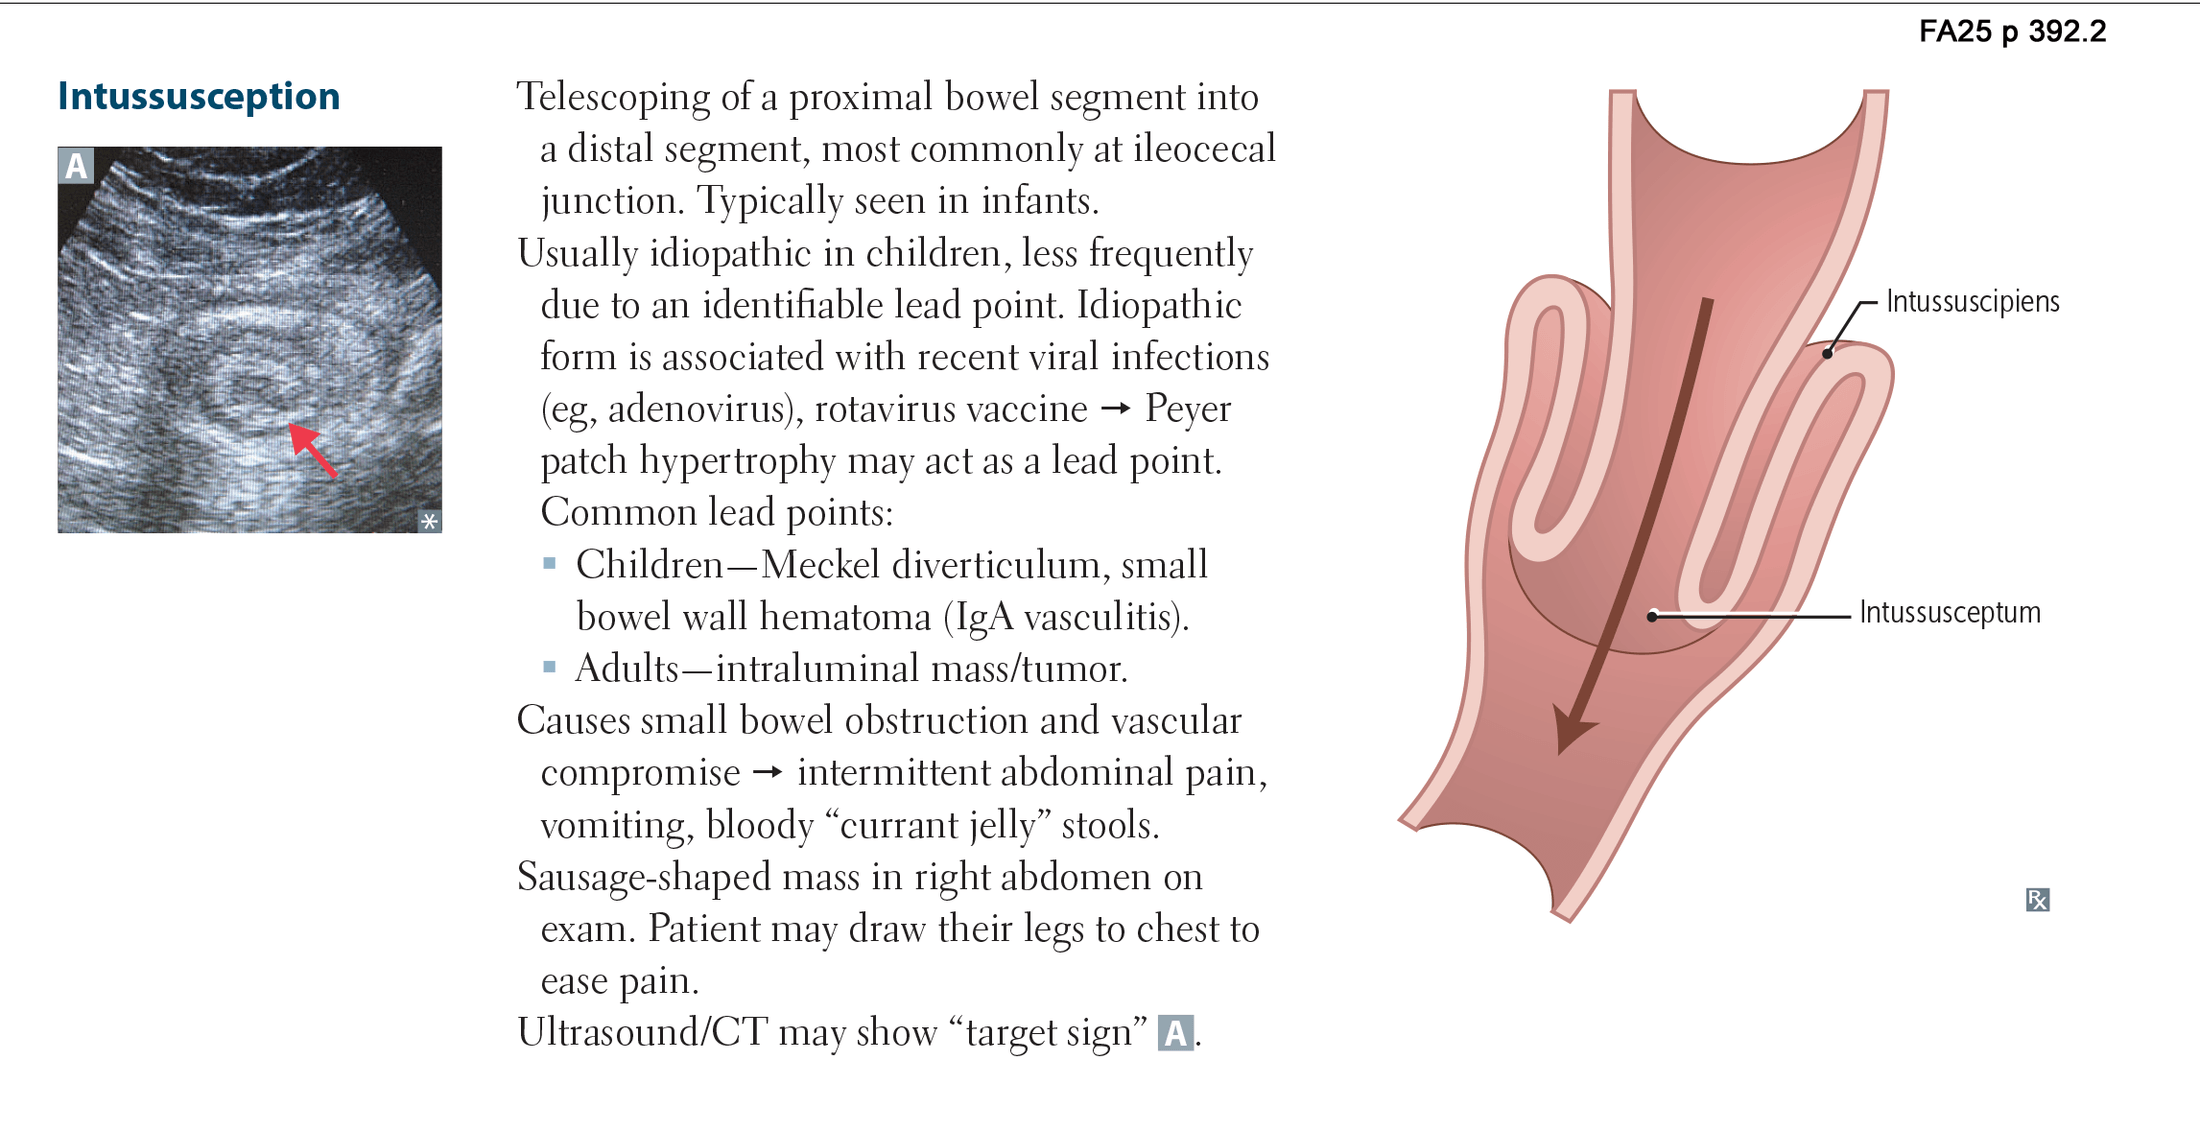 FA25 p 392.2
Intussusception
A
*
Telescoping of a proximal bowel segment into
a distal segment, most commonly at ileocecal
junction. Typically seen in infants.
Usually idiopathic in children, less frequently
due to an identifiable lead point. Idiopathic
form is associated with recent viral infections
(eg, adenovirus), rotavirus vaccine → Peyer
patch hypertrophy may act as a lead point.
Common lead points:
▪ Children—Meckel diverticulum, small
bowel wall hematoma (IgA vasculitis).
▪ Adults—intraluminal mass/tumor.
Causes small bowel obstruction and vascular
compromise → intermittent abdominal pain,
vomiting, bloody “currant jelly” stools.
Sausage-shaped mass in right abdomen on
exam. Patient may draw their legs to chest to
ease pain.
Ultrasound/CT may show “target sign” A.
Intussuscipiens
Intussusceptum
Rx